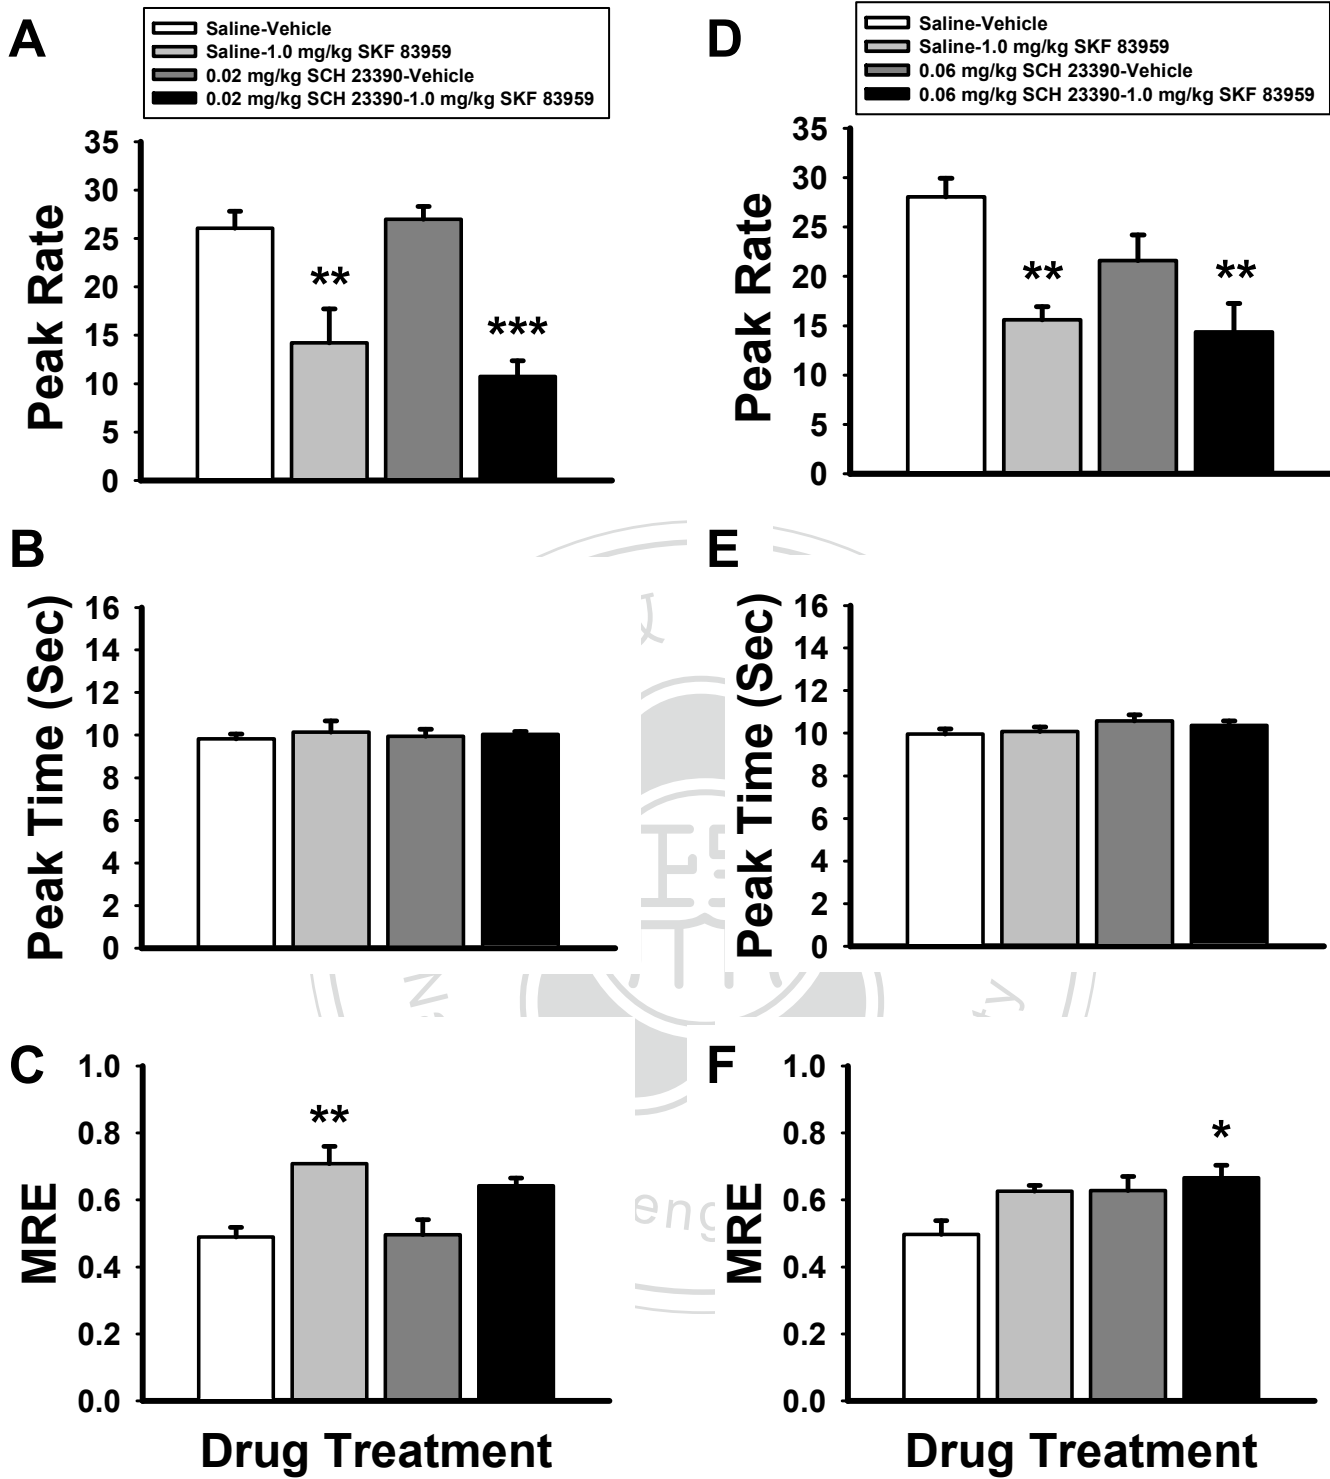 A
Saline-Vehicle
Saline-1.0 mg/kg SKF 83959
0.02 mg/kg SCH 23390-Vehicle
0.02 mg/kg SCH 23390-1.0 mg/kg SKF 83959
Peak Rate
35
30
25
20
15
10
5
0
**
***
D
Saline-Vehicle
Saline-1.0 mg/kg SKF 83959
0.06 mg/kg SCH 23390-Vehicle
0.06 mg/kg SCH 23390-1.0 mg/kg SKF 83959
Peak Rate
35
30
25
20
15
10
5
0
**
**
B
Peak Time (Sec)
16
14
12
10
8
6
4
2
0
E
Peak Time (Sec)
16
14
12
10
8
6
4
2
0
C
MRE
1.0
0.8
0.6
0.4
0.2
0.0
**
Drug Treatment
F
MRE
1.0
0.8
0.6
0.4
0.2
0.0
*
Drug Treatment